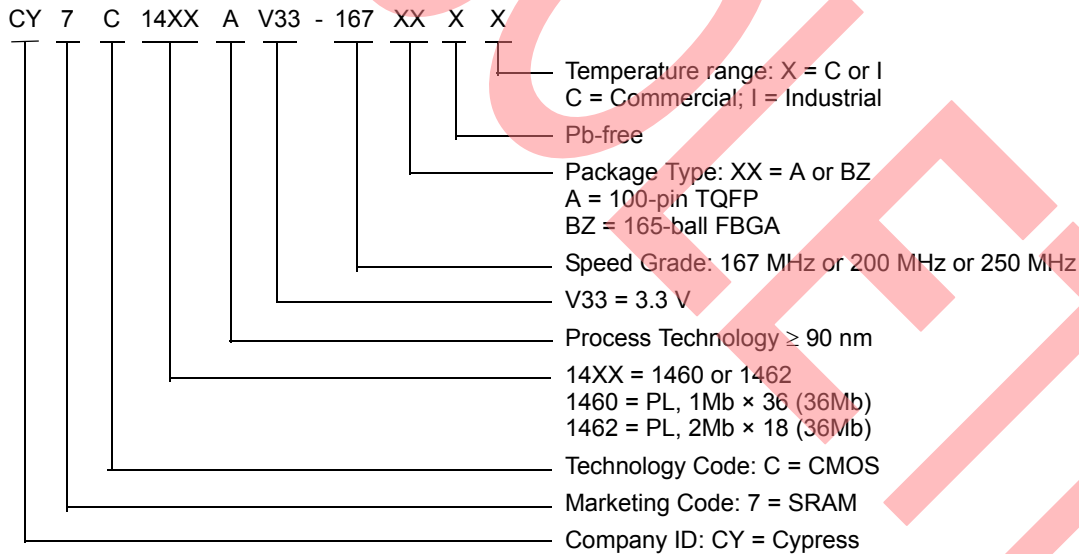 CY 7 C 14XX A V33 - 167 XX X X
Temperature range: X = C or I
C = Commercial; I = Industrial
Pb-free
Package Type: XX = A or BZ
A = 100-pin TQFP
BZ = 165-ball FBGA
Speed Grade: 167 MHz or 200 MHz or 250 MHz
V33 = 3.3 V
Process Technology ≥ 90 nm
14XX = 1460 or 1462
1460 = PL, 1Mb × 36 (36Mb)
1462 = PL, 2Mb × 18 (36Mb)
Technology Code: C = CMOS
Marketing Code: 7 = SRAM
Company ID: CY = Cypress